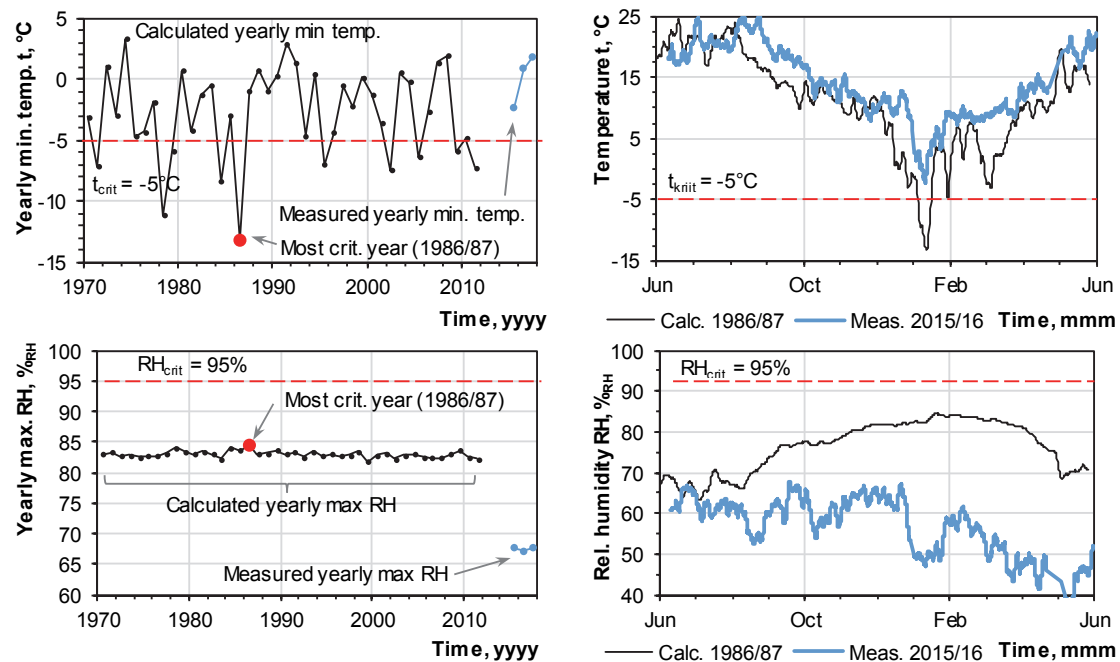 Yearly min. temp. t, °C
5
0
-5
-10
-15
Calculated yearly min temp.
t_crit = -5°C
Measured yearly min. temp.
Most crit. year (1986/87)
1970 1980 1990 2000 2010
Time, yyyy
Temperature t, °C
25
15
5
-5
-15
t_kriit = -5°C
Jun Oct Feb Jun
Calc. 1986/87 Meas. 2015/16 Time, mmm
Yearly max. RH, %RH
100
95
90
85
80
75
70
65
60
RH_crit = 95%
Most crit. year (1986/87)
Calculated yearly max RH
Measured yearly max RH
1970 1980 1990 2000 2010
Time, yyyy
Rel. humidity RH, %RH
100
90
80
70
60
50
40
RH_crit = 95%
Jun Oct Feb Jun
Calc. 1986/87 Meas. 2015/16 Time, mmm